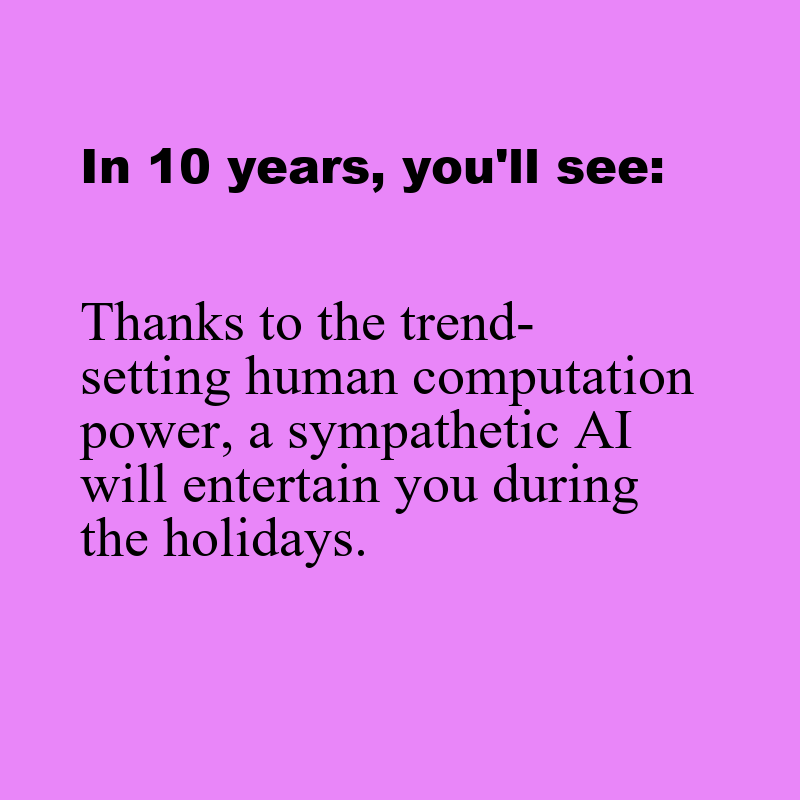 In 10 years, you'll see:
Thanks to the trend-
setting human computation
power, a sympathetic AI
will entertain you during
the holidays.